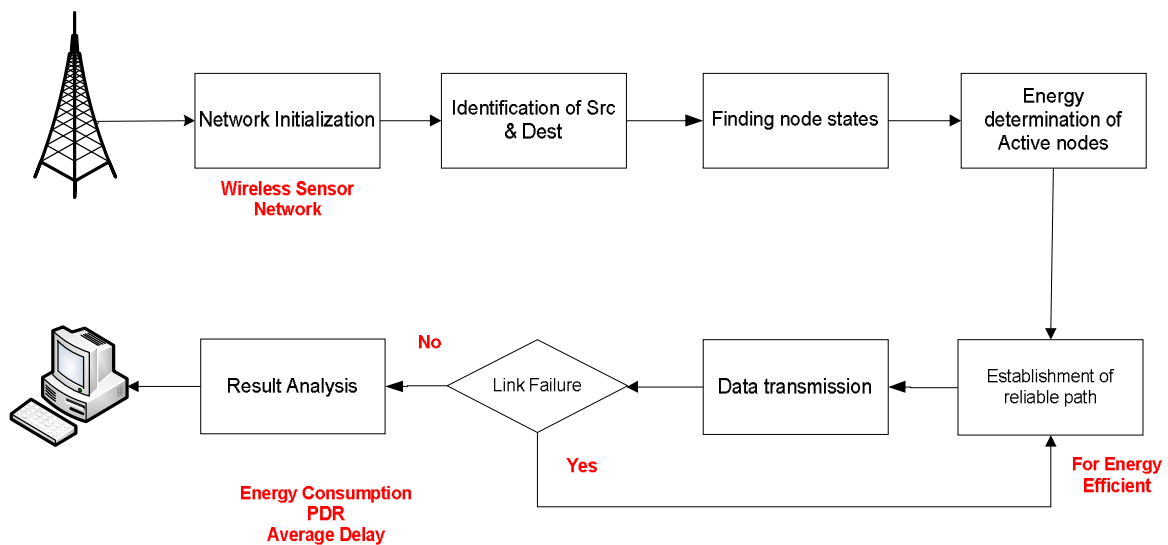 Network Initialization
Identification of Src
& Dest
Finding node states
Energy
determination of
Active nodes
Wireless Sensor
Network
No
Result Analysis
Link Failure
Data transmission
Establishment of
reliable path
Yes
For Energy
Efficient
Energy Consumption
PDR
Average Delay